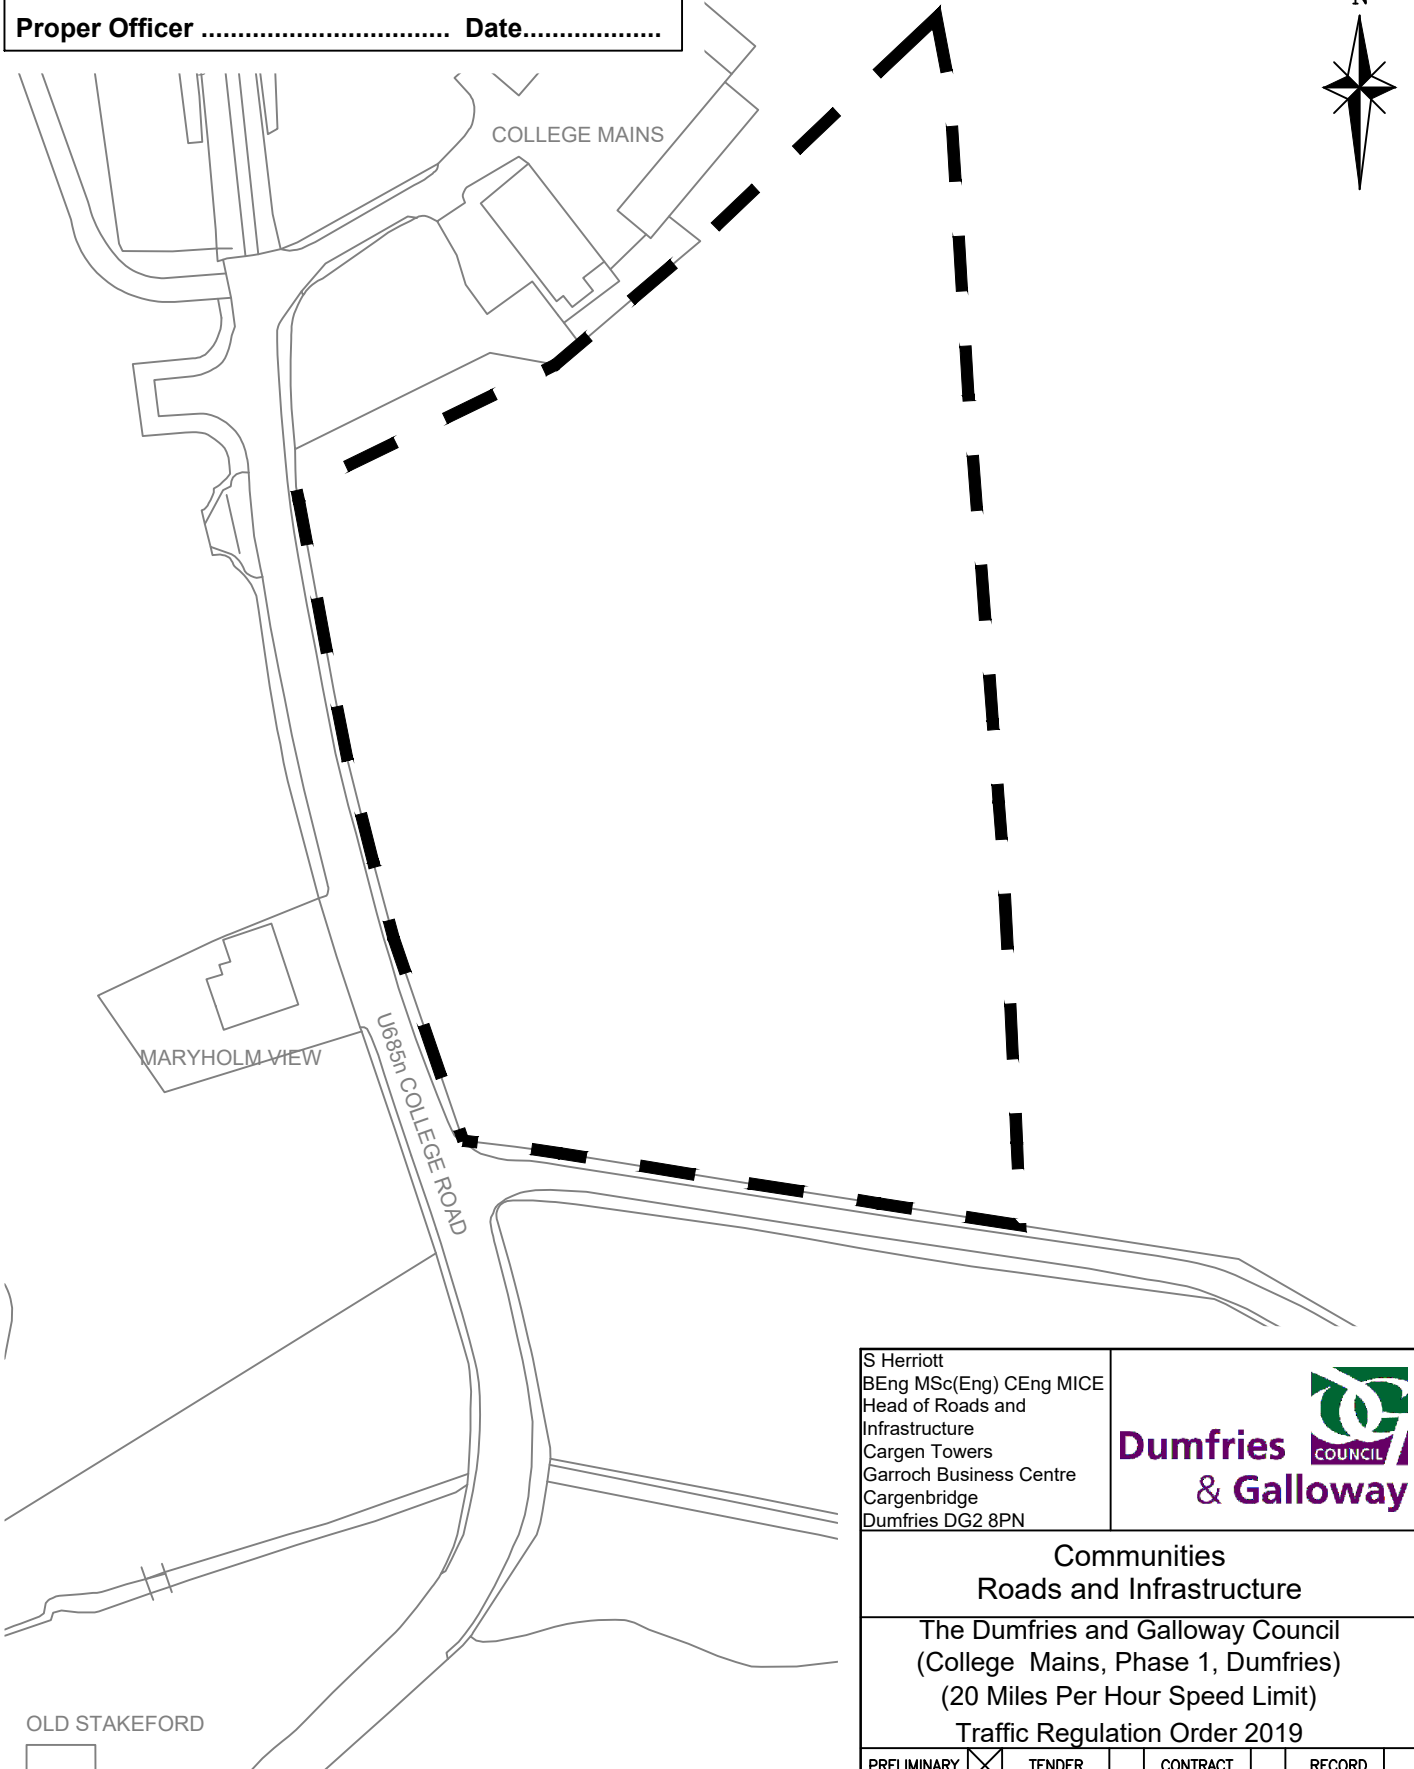 Proper Officer .................................. Date...................
N
COLLEGE MAINS
MARYHOLM VIEW
U685n COLLEGE ROAD
OLD STAKEFORD
S Herriott
BEng MSc(Eng) CEng MICE
Head of Roads and
Infrastructure
Cargen Towers
Garroch Business Centre
Cargenbridge
Dumfries DG2 8PN
Dumfries
COUNCIL
& Galloway
Communities
Roads and Infrastructure
The Dumfries and Galloway Council
(College Mains, Phase 1, Dumfries)
(20 Miles Per Hour Speed Limit)
Traffic Regulation Order 2019
PRELIMINARY TENDER CONTRACT RECORD